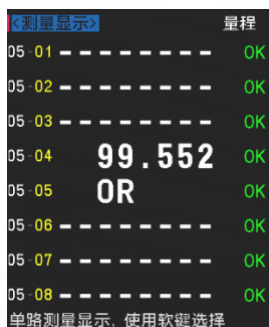 <测量显示> 量程
05-01 -------- OK
05-02 -------- OK
05-03 -------- OK
05-04 99.552 OK
05-05 OR OK
05-06 -------- OK
05-07 -------- OK
05-08 -------- OK
单路测量显示, 使用软键选择